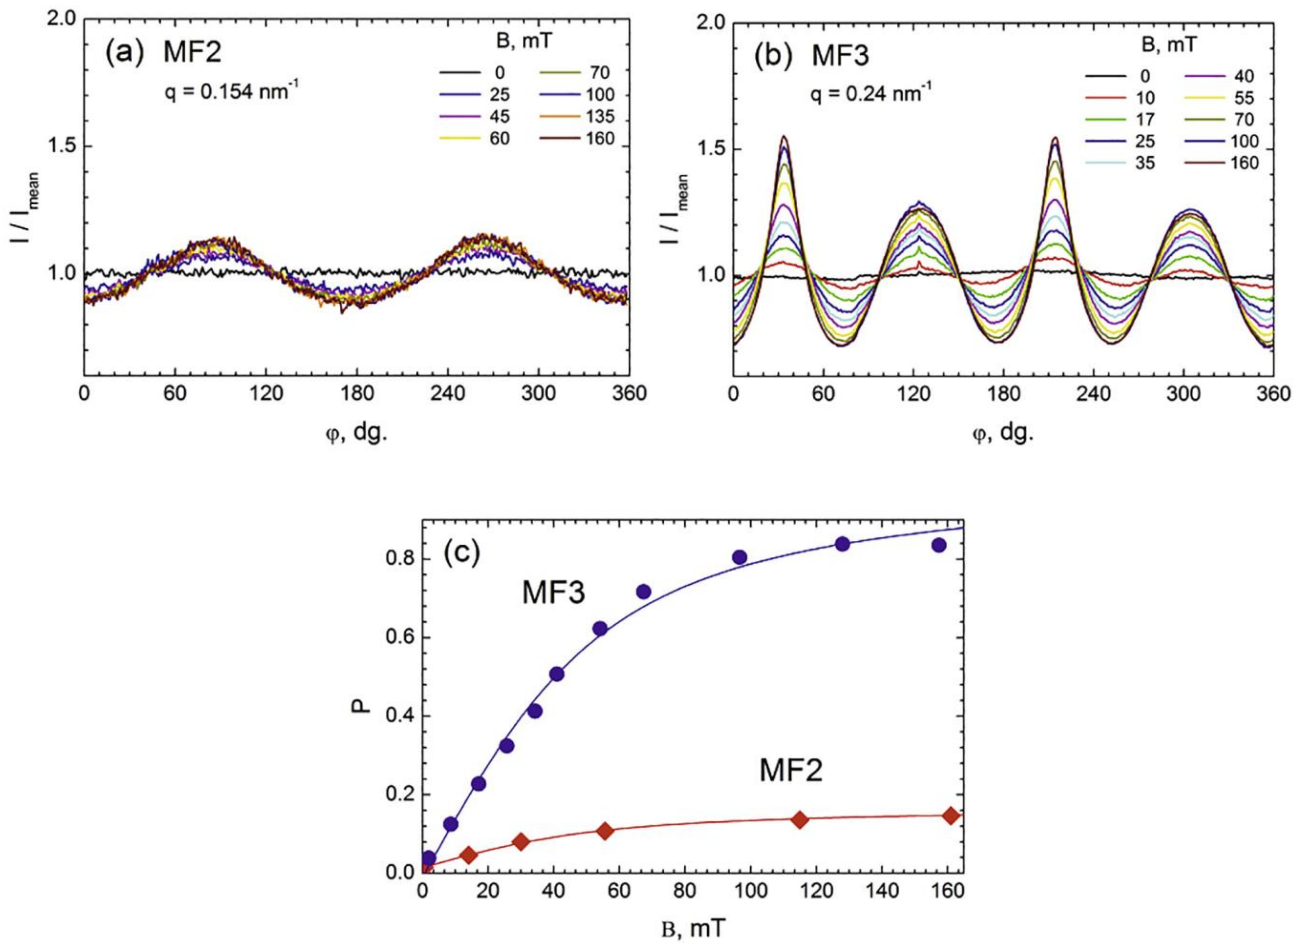 (a) MF2
q = 0.154 nm⁻¹
B, mT
0 70
25 100
45 135
60 160
2.0
1.5
1.0
I / I_mean
0 60 120 180 240 300 360
φ, dg.
(b) MF3
q = 0.24 nm⁻¹
B, mT
0 40
10 55
17 70
25 100
35 160
2.0
1.5
1.0
I / I_mean
0 60 120 180 240 300 360
φ, dg.
(c)
MF3
MF2
0.8
0.6
0.4
0.2
0.0
P
0 20 40 60 80 100 120 140 160
B, mT